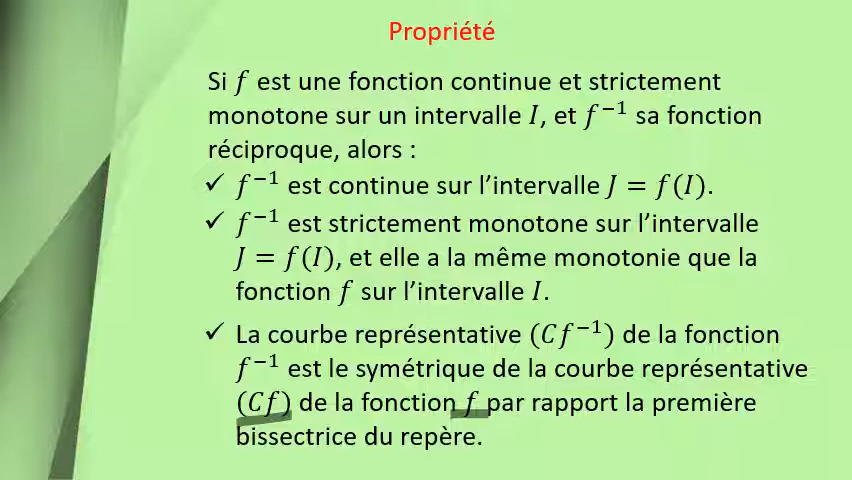 Propriété
Si f est une fonction continue et strictement
monotone sur un intervalle I, et f⁻¹ sa fonction
réciproque, alors :
✓ f⁻¹ est continue sur l’intervalle J = f(I).
✓ f⁻¹ est strictement monotone sur l’intervalle
J = f(I), et elle a la même monotonie que la
fonction f sur l’intervalle I.
✓ La courbe représentative (Cf⁻¹) de la fonction
f⁻¹ est le symétrique de la courbe représentative
(Cf) de la fonction f par rapport la première
bissectrice du repère.